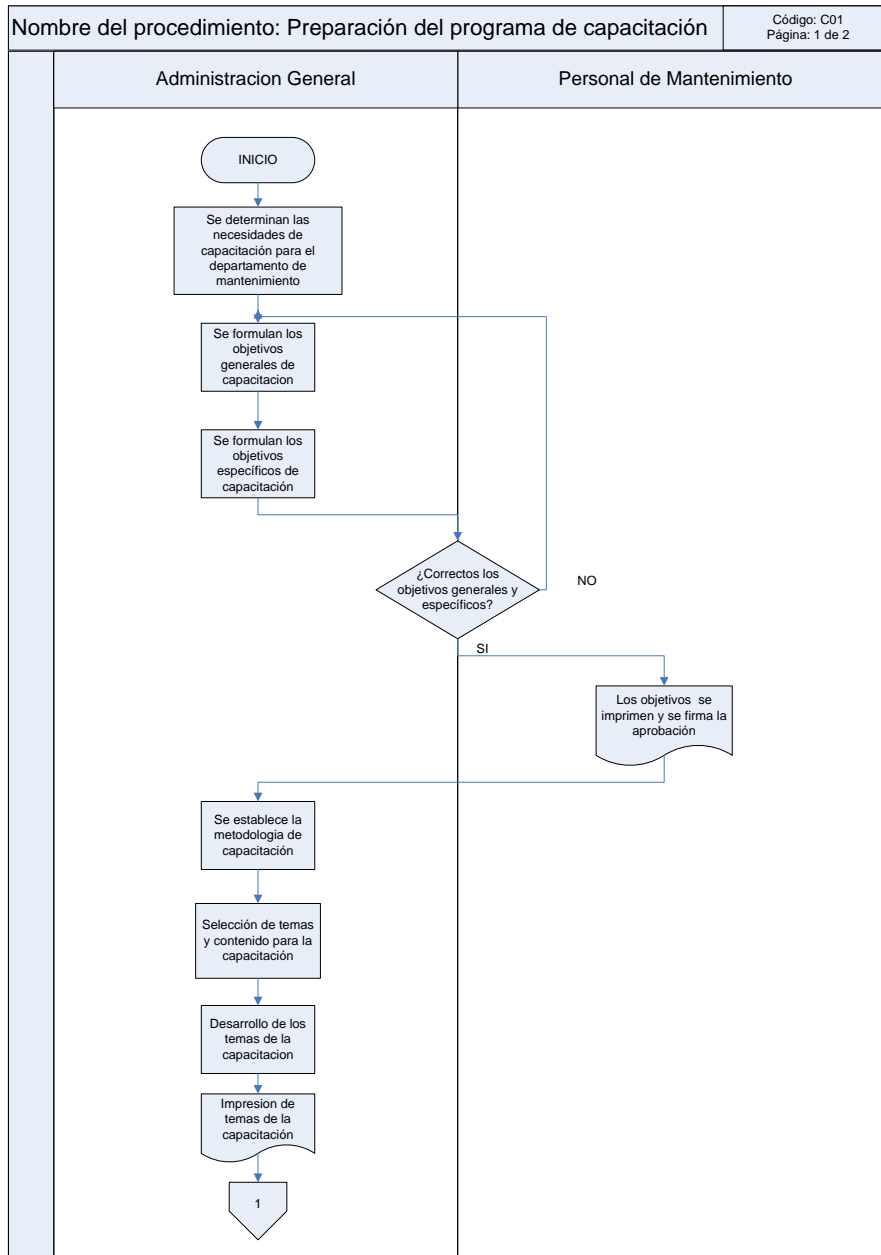 Nombre del procedimiento: Preparación del programa de capacitación
Código: C01
Página: 1 de 2
Administracion General
Personal de Mantenimiento
INICIO
Se determinan las
necesidades de
capacitación para el
departamento de
mantenimiento
Se formulan los
objetivos
generales de
capacitacion
Se formulan los
objetivos
específicos de
capacitación
¿Correctos los
objetivos generales y
específicos?
NO
SI
Los objetivos se
imprimen y se firma la
aprobación
Se establece la
metodologia de
capacitación
Selección de temas
y contenido para la
capacitación
Desarrollo de los
temas de la
capacitacion
Impresion de
temas de la
capacitación
1